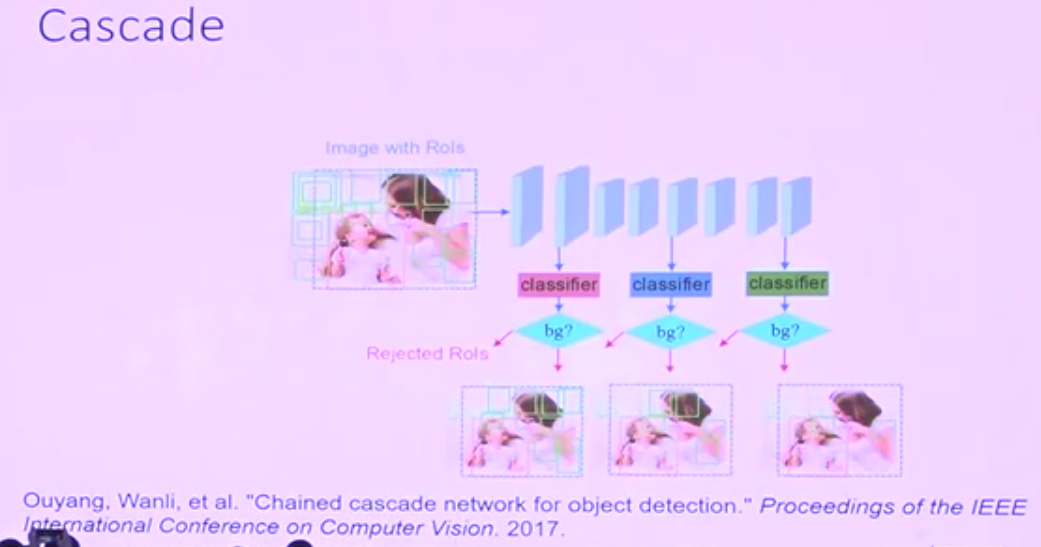 Cascade
Image with RoIs
classifier classifier classifier
bg? bg? bg?
Rejected RoIs
Ouyang, Wanli, et al. "Chained cascade network for object detection." Proceedings of the IEEE
International Conference on Computer Vision. 2017.